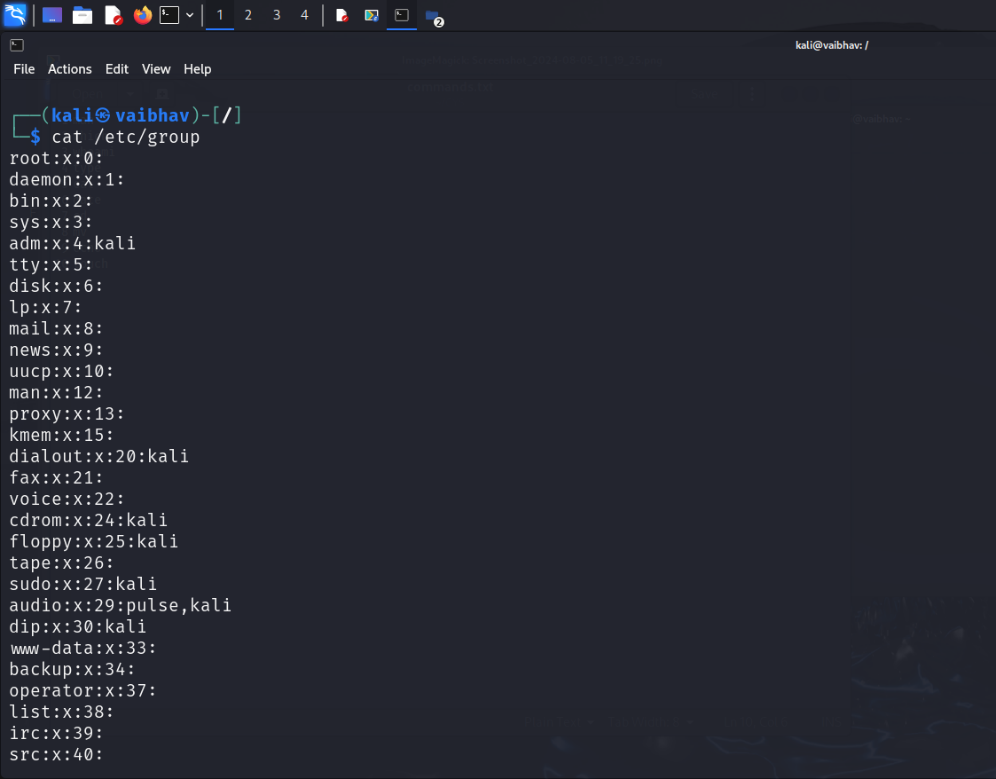 1 2 3 4
2
kali@vaibhav: /
File Actions Edit View Help
┌──(kali㉿vaibhav)-[/]
└─$ cat /etc/group
root:x:0:
daemon:x:1:
bin:x:2:
sys:x:3:
adm:x:4:kali
tty:x:5:
disk:x:6:
lp:x:7:
mail:x:8:
news:x:9:
uucp:x:10:
man:x:12:
proxy:x:13:
kmem:x:15:
dialout:x:20:kali
fax:x:21:
voice:x:22:
cdrom:x:24:kali
floppy:x:25:kali
tape:x:26:
sudo:x:27:kali
audio:x:29:pulse,kali
dip:x:30:kali
www-data:x:33:
backup:x:34:
operator:x:37:
list:x:38:
irc:x:39:
src:x:40: